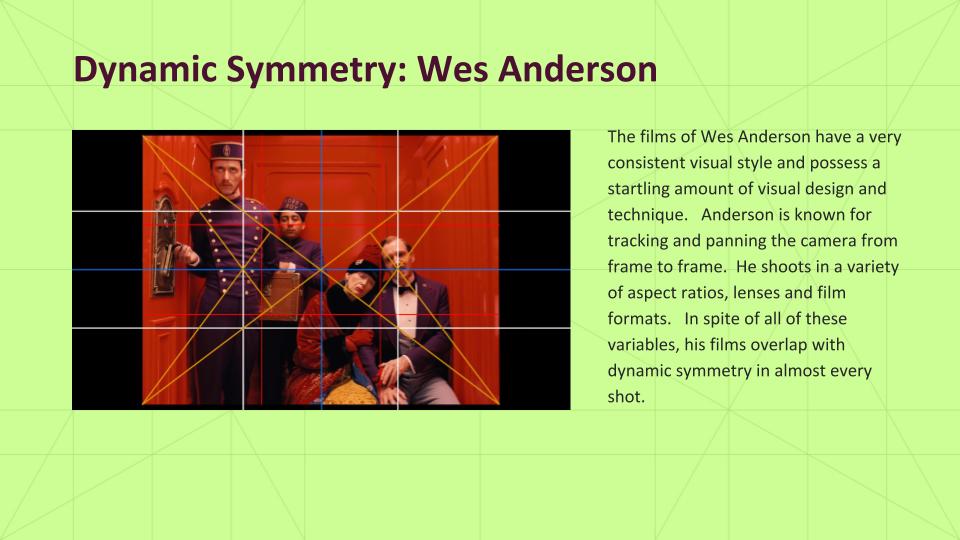 Dynamic Symmetry: Wes Anderson
The films of Wes Anderson have a very
consistent visual style and possess a
startling amount of visual design and
technique.   Anderson is known for
tracking and panning the camera from
frame to frame.  He shoots in a variety
of aspect ratios, lenses and film
formats.   In spite of all of these
variables, his films overlap with
dynamic symmetry in almost every
shot.